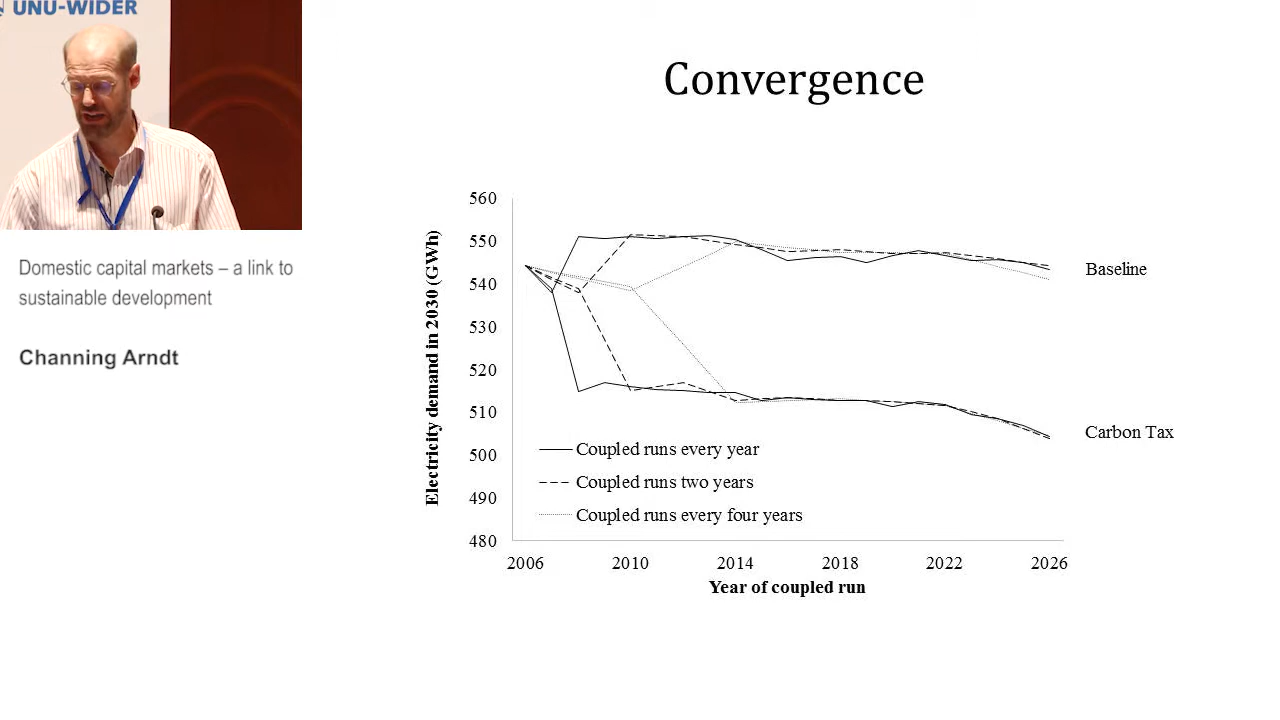 UNU-WIDER
Domestic capital markets – a link to
sustainable development
Channing Arndt
Convergence
Electricity demand in 2030 (GWh)
560
550
540
530
520
510
500
490
480
Baseline
Carbon Tax
Coupled runs every year
Coupled runs two years
Coupled runs every four years
2006 2010 2014 2018 2022 2026
Year of coupled run